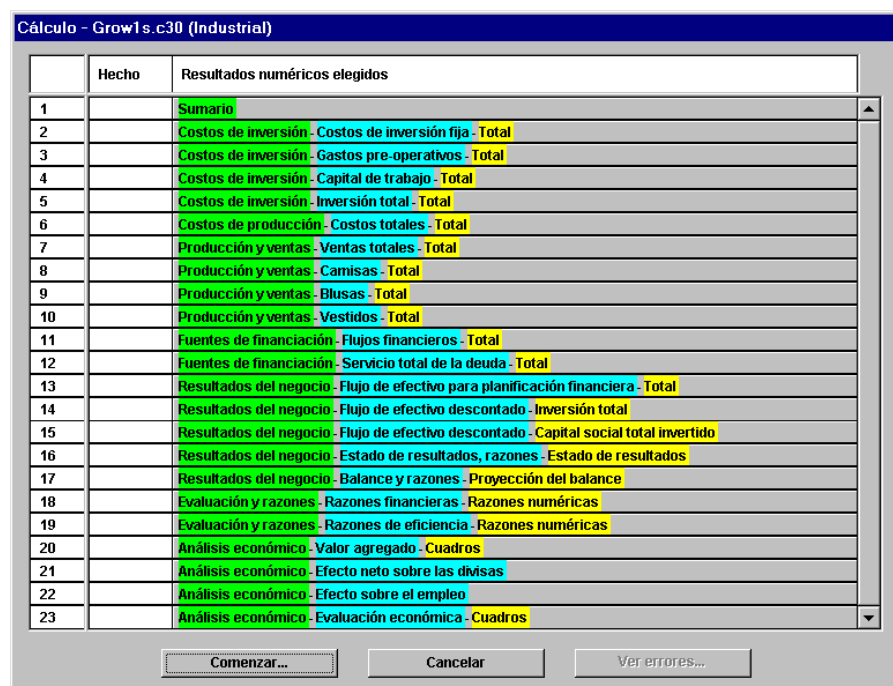 Cálculo - Grow1s.c30 (Industrial)
Hecho Resultados numéricos elegidos
1 Sumario
2 Costos de inversión - Costos de inversión fija - Total
3 Costos de inversión - Gastos pre-operativos - Total
4 Costos de inversión - Capital de trabajo - Total
5 Costos de inversión - Inversión total - Total
6 Costos de producción - Costos totales - Total
7 Producción y ventas - Ventas totales - Total
8 Producción y ventas - Camisas - Total
9 Producción y ventas - Blusas - Total
10 Producción y ventas - Vestidos - Total
11 Fuentes de financiación - Flujos financieros - Total
12 Fuentes de financiación - Servicio total de la deuda - Total
13 Resultados del negocio - Flujo de efectivo para planificación financiera - Total
14 Resultados del negocio - Flujo de efectivo descontado - Inversión total
15 Resultados del negocio - Flujo de efectivo descontado - Capital social total invertido
16 Resultados del negocio - Estado de resultados, razones - Estado de resultados
17 Resultados del negocio - Balance y razones - Proyección del balance
18 Evaluación y razones - Razones financieras - Razones numéricas
19 Evaluación y razones - Razones de eficiencia - Razones numéricas
20 Análisis económico - Valor agregado - Cuadros
21 Análisis económico - Efecto neto sobre las divisas
22 Análisis económico - Efecto sobre el empleo
23 Análisis económico - Evaluación económica - Cuadros
Comenzar... Cancelar Ver errores...